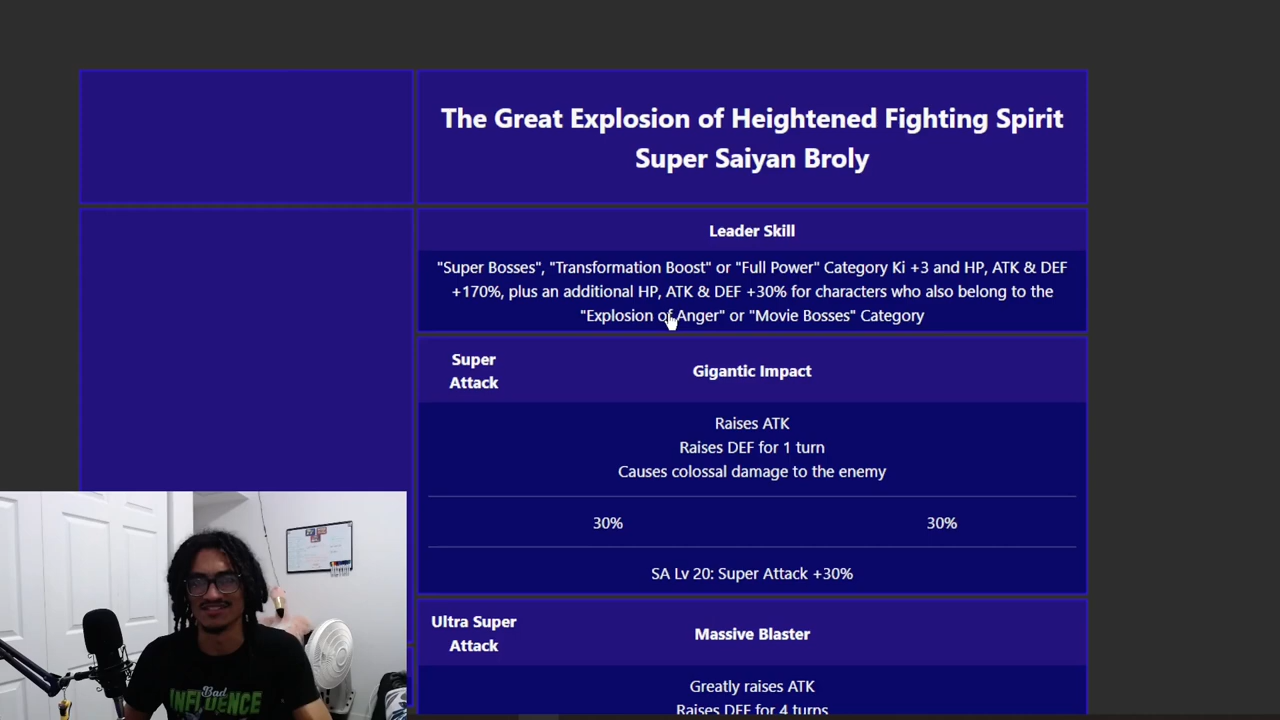 The Great Explosion of Heightened Fighting Spirit
Super Saiyan Broly
Leader Skill
"Super Bosses", "Transformation Boost" or "Full Power" Category Ki +3 and HP, ATK & DEF
+170%, plus an additional HP, ATK & DEF +30% for characters who also belong to the
"Explosion of Anger" or "Movie Bosses" Category
Super
Attack
Gigantic Impact
Raises ATK
Raises DEF for 1 turn
Causes colossal damage to the enemy
30%
30%
SA Lv 20: Super Attack +30%
Ultra Super
Attack
Massive Blaster
Greatly raises ATK
Raises DEF for 4 turns
Bad
INFLUENCE